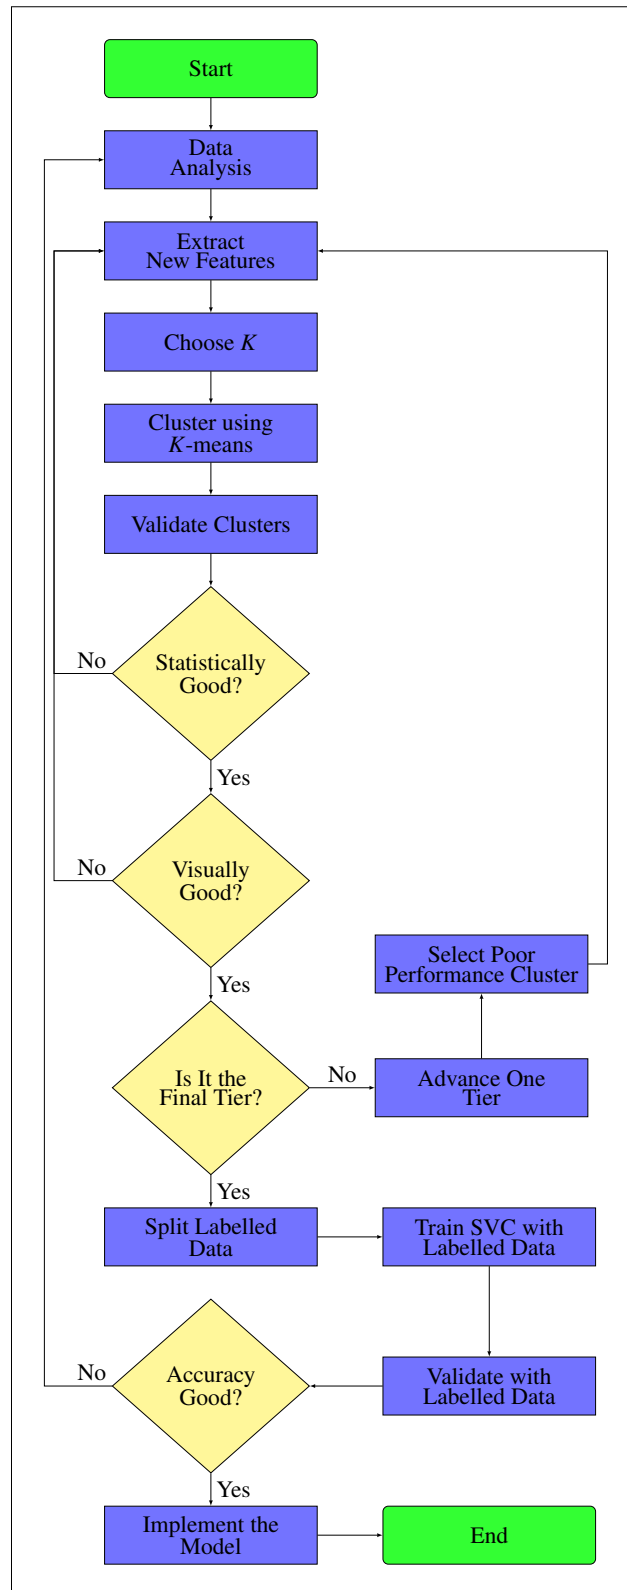 Start
Data
Analysis
Extract
New Features
Choose K
Cluster using
K-means
Validate Clusters
Statistically
Good?
No
Yes
Visually
Good?
No
Yes
Select Poor
Performance Cluster
Is It the
Final Tier?
No
Advance One
Tier
Yes
Split Labelled
Data
Train SVC with
Labelled Data
Accuracy
Good?
No
Validate with
Labelled Data
Yes
Implement the
Model
End